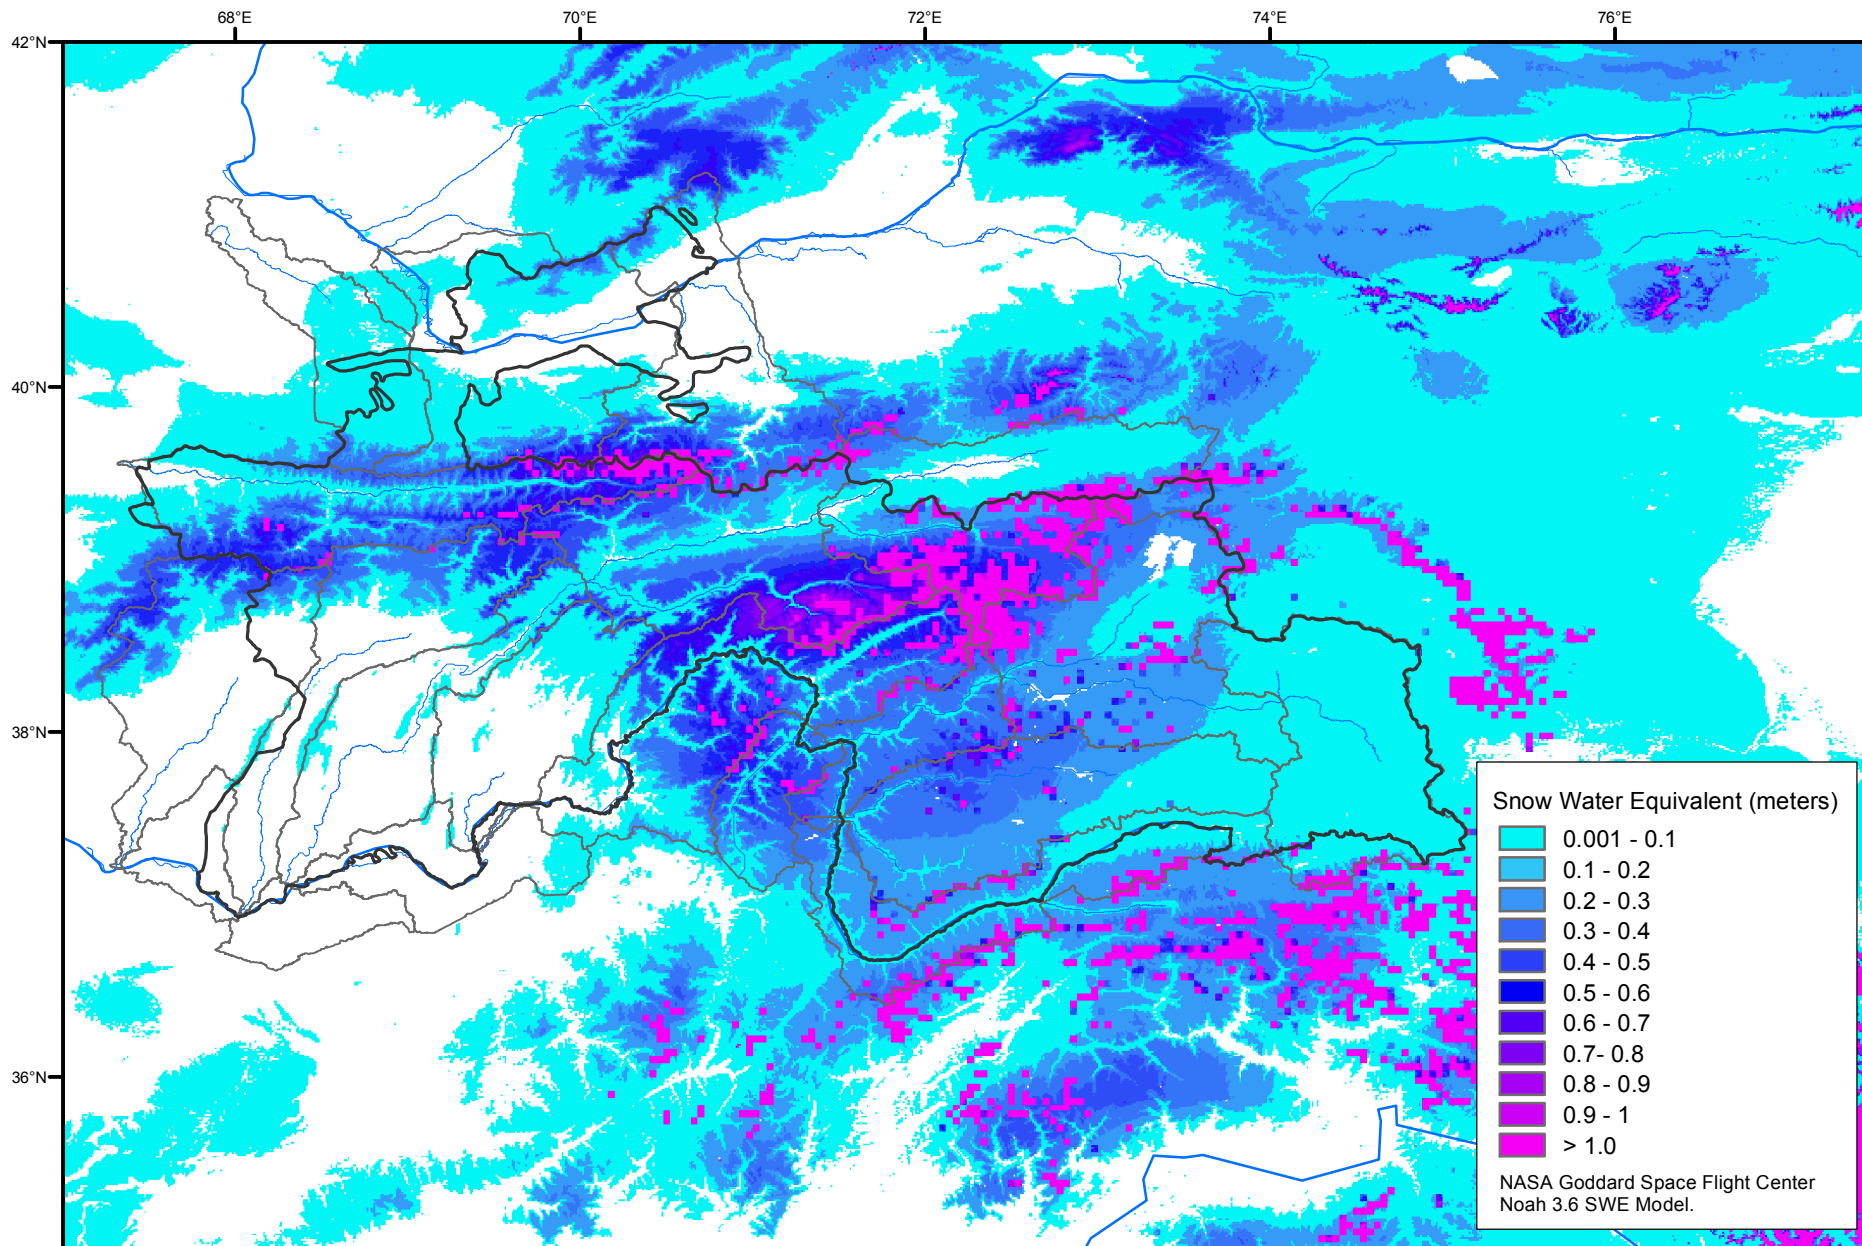 68°E 70°E 72°E 74°E 76°E
42°N
40°N
38°N
36°N
Snow Water Equivalent (meters)
0.001 - 0.1
0.1 - 0.2
0.2 - 0.3
0.3 - 0.4
0.4 - 0.5
0.5 - 0.6
0.6 - 0.7
0.7- 0.8
0.8 - 0.9
0.9 - 1
> 1.0
NASA Goddard Space Flight Center
Noah 3.6 SWE Model.